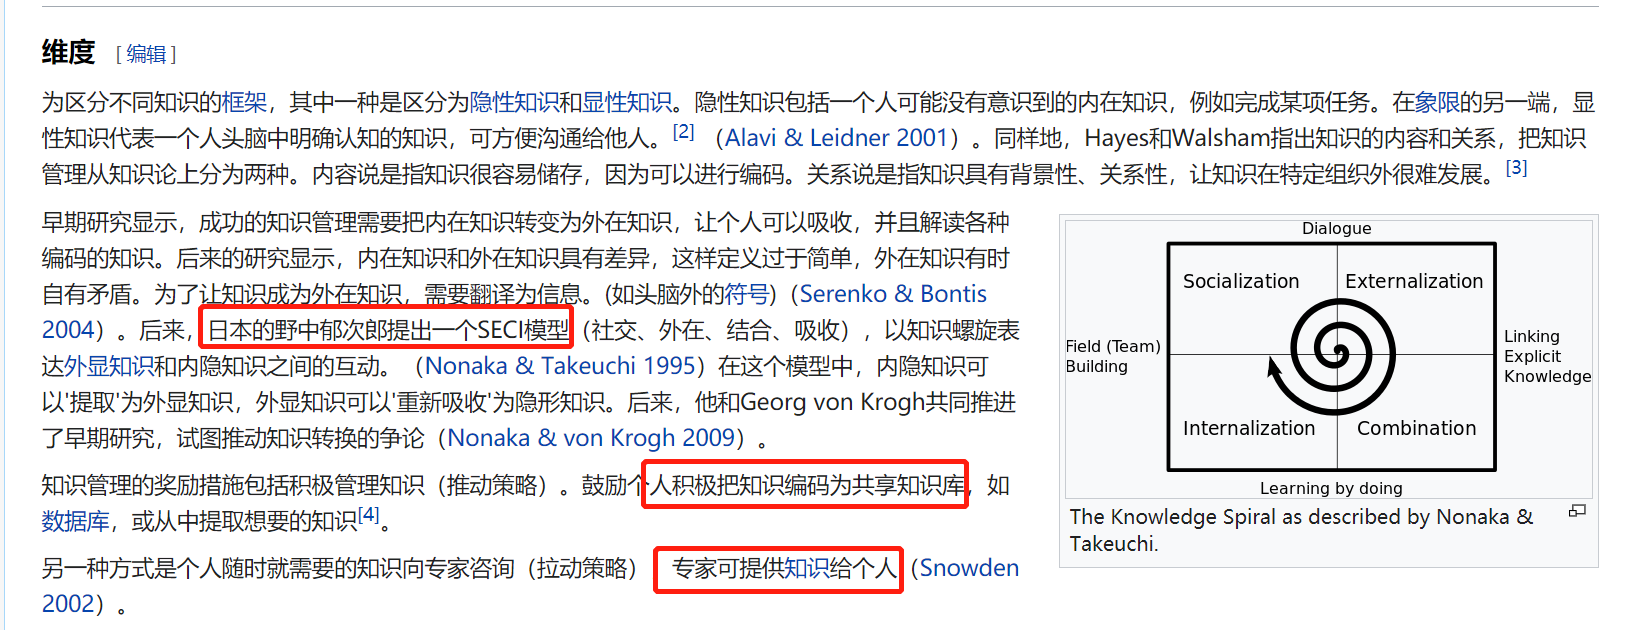 维度 [ 编辑 ]
为区分不同知识的框架，其中一种是区分为隐性知识和显性知识。隐性知识包括一个人可能没有意识到的内在知识，例如完成某项任务。在象限的另一端，显
性知识代表一个人头脑中明确认知的知识，可方便沟通给他人。[2] （Alavi & Leidner 2001）。同样地，Hayes和Walsham指出知识的内容和关系，把知识
管理从知识论上分为两种。内容说是指知识很容易储存，因为可以进行编码。关系说是指知识具有背景性、关系性，让知识在特定组织外很难发展。[3]
早期研究显示，成功的知识管理需要把内在知识转变为外在知识，让个人可以吸收，并且解读各种
编码的知识。后来的研究显示，内在知识和外在知识具有差异，这样定义过于简单，外在知识有时
自有矛盾。为了让知识成为外在知识，需要翻译为信息。(如头脑外的符号)（Serenko & Bontis
2004）。后来，日本的野中郁次郎提出一个SECI模型（社交、外在、结合、吸收），以知识螺旋表
达外显知识和内隐知识之间的互动。（Nonaka & Takeuchi 1995）在这个模型中，内隐知识可
以'提取'为外显知识，外显知识可以'重新吸收'为隐形知识。后来，他和Georg von Krogh共同推进
了早期研究，试图推动知识转换的争论（Nonaka & von Krogh 2009）。
知识管理的奖励措施包括积极管理知识（推动策略）。鼓励个人积极把知识编码为共享知识库，如
数据库，或从中提取想要的知识[4]。
另一种方式是个人随时就需要的知识向专家咨询（拉动策略） 专家可提供知识给个人（Snowden
2002）。
Dialogue
Socialization
Externalization
Field (Team)
Building
Linking
Explicit
Knowledge
Internalization
Combination
Learning by doing
The Knowledge Spiral as described by Nonaka &
Takeuchi.